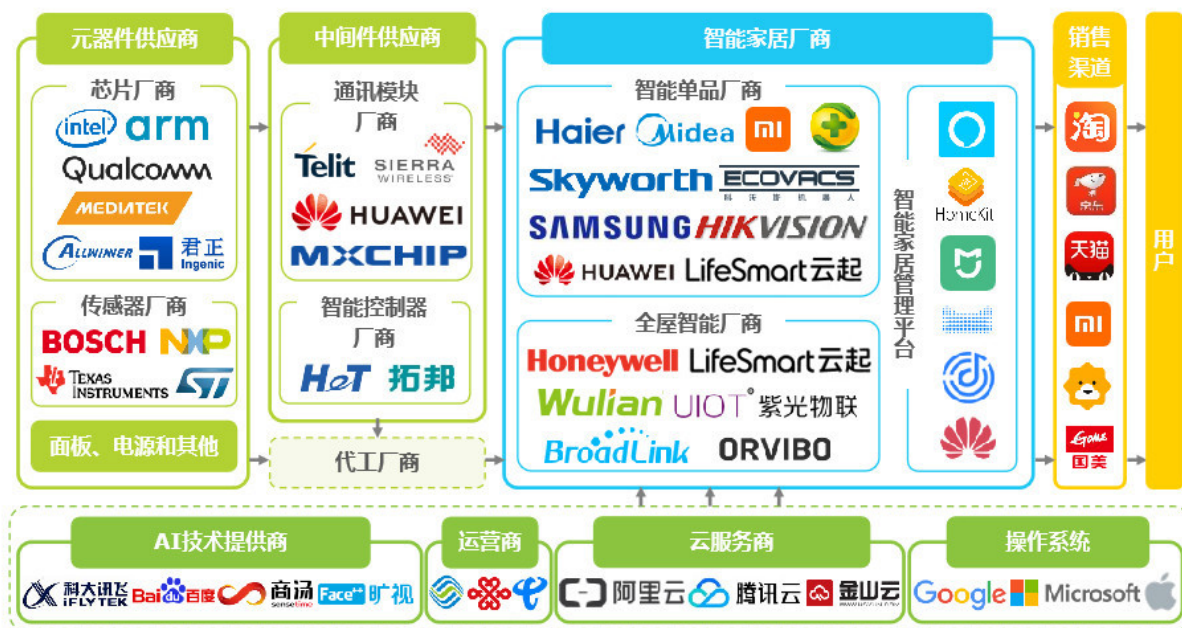 元器件供应商
芯片厂商
intel arm
Qualcomm
MEDIATEK
ALLWINNER 君正
Ingenic
传感器厂商
BOSCH NXP
TEXAS
INSTRUMENTS ST
面板、电源和其他
中间件供应商
通讯模块
厂商
Telit SIERRA
WIRELESS
HUAWEI
MXCHIP
智能控制器
厂商
H&T 拓邦
代工厂商
智能家居厂商
智能单品厂商
Haier Midea MI
Skyworth ECOVACS
科沃斯机器人
SAMSUNG HIKVISION
HUAWEI LifeSmart云起
全屋智能厂商
Honeywell LifeSmart云起
Wulian UIOT 紫光物联
BroadLink ORVIBO
智能家居管理平台
HomeKit
销售
渠道
淘
京东
天猫
MI
GOME
国美
用户
AI技术提供商
科大讯飞
iFLYTEK Bai百度 商汤
sensetime Face++ 旷视
运营商
云服务商
阿里云 腾讯云 金山云
操作系统
Google Microsoft